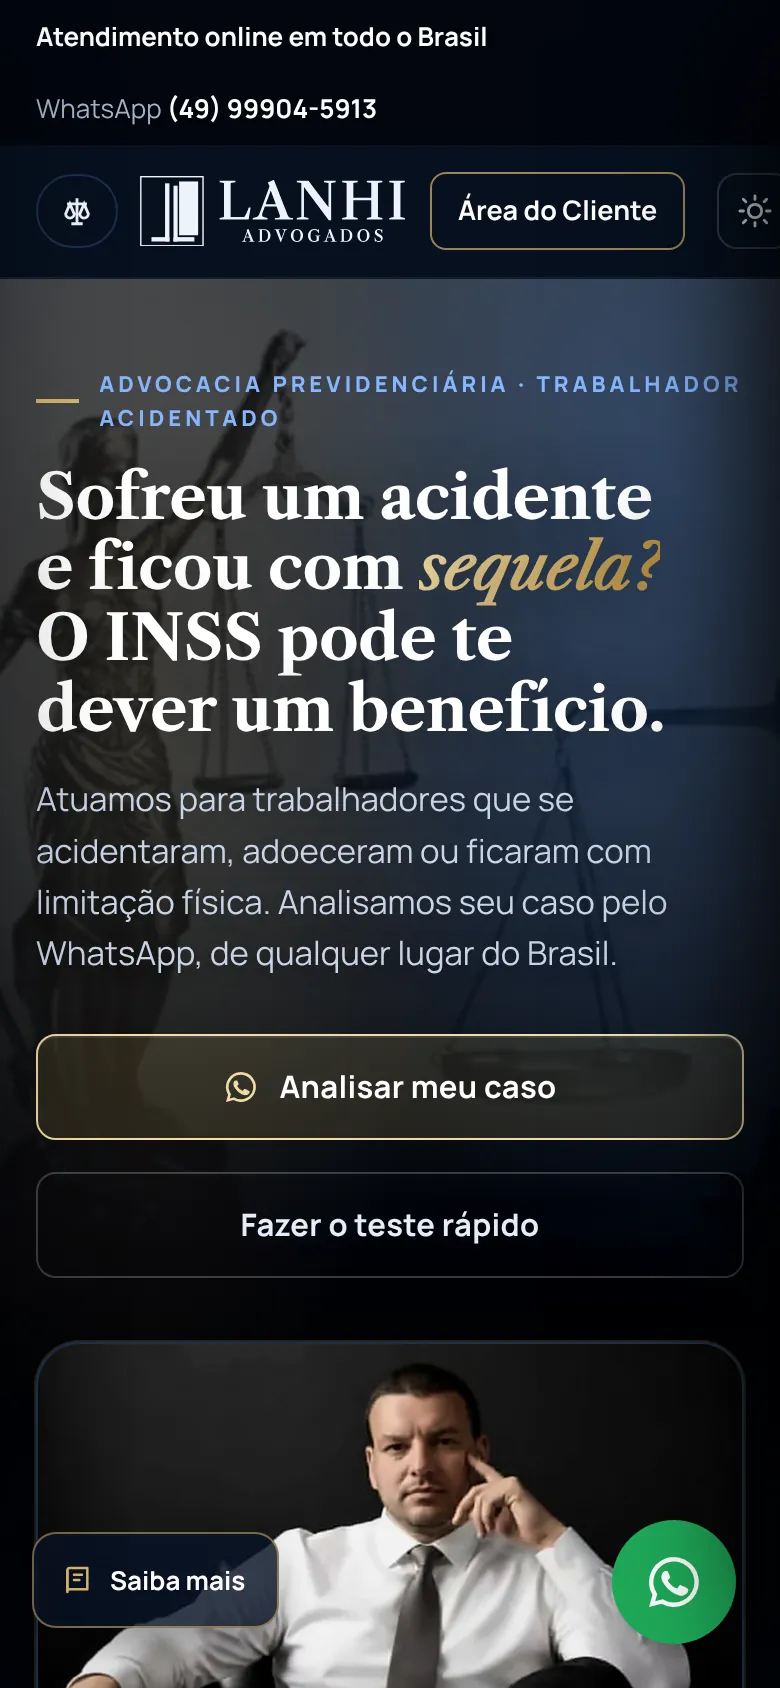 Atendimento online em todo o Brasil
WhatsApp (49) 99904-5913
LANHI
ADVOGADOS
Área do Cliente
ADVOCACIA PREVIDENCIÁRIA · TRABALHADOR
ACIDENTADO
Sofreu um acidente
e ficou com sequela?
O INSS pode te
dever um benefício.
Atuamos para trabalhadores que se
acidentaram, adoeceram ou ficaram com
limitação física. Analisamos seu caso pelo
WhatsApp, de qualquer lugar do Brasil.
Analisar meu caso
Fazer o teste rápido
Saiba mais